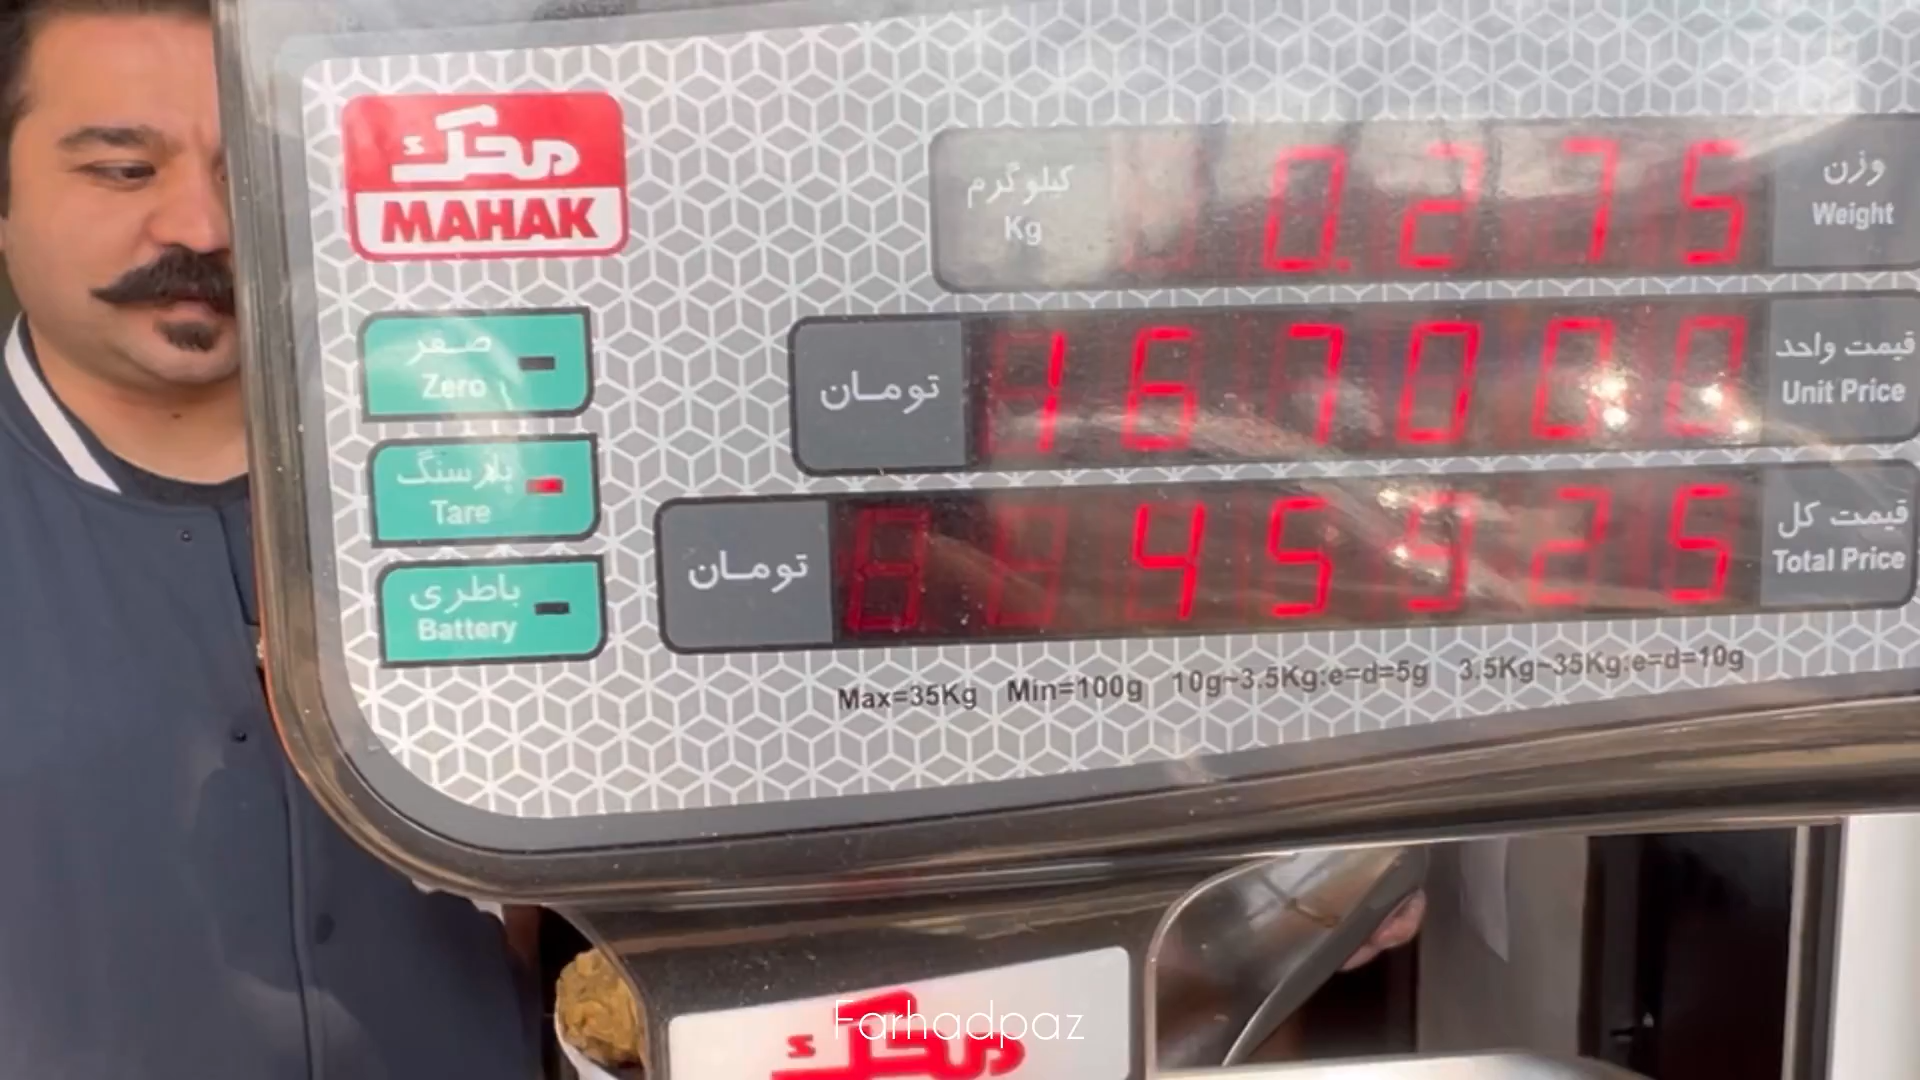 محک
MAHAK
کیلوگرم
Kg
0.275
وزن
Weight
صفر
Zero
تومان
167000
قیمت واحد
Unit Price
پارسنگ
Tare
تومان
45925
قیمت کل
Total Price
باطری
Battery
Max=35Kg Min=100g 10g~3.5Kg:e=d=5g 3.5Kg~35Kg:e=d=10g
محک
Farhadpaz